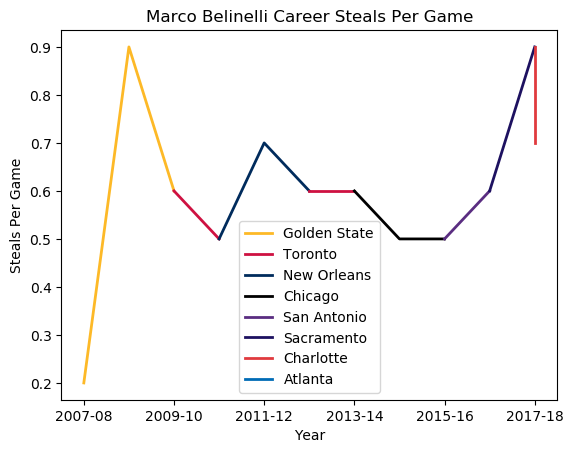 Marco Belinelli Career Steals Per Game
Steals Per Game
0.9
0.8
0.7
0.6
0.5
0.4
0.3
0.2
Golden State
Toronto
New Orleans
Chicago
San Antonio
Sacramento
Charlotte
Atlanta
2007-08 2009-10 2011-12 2013-14 2015-16 2017-18
Year